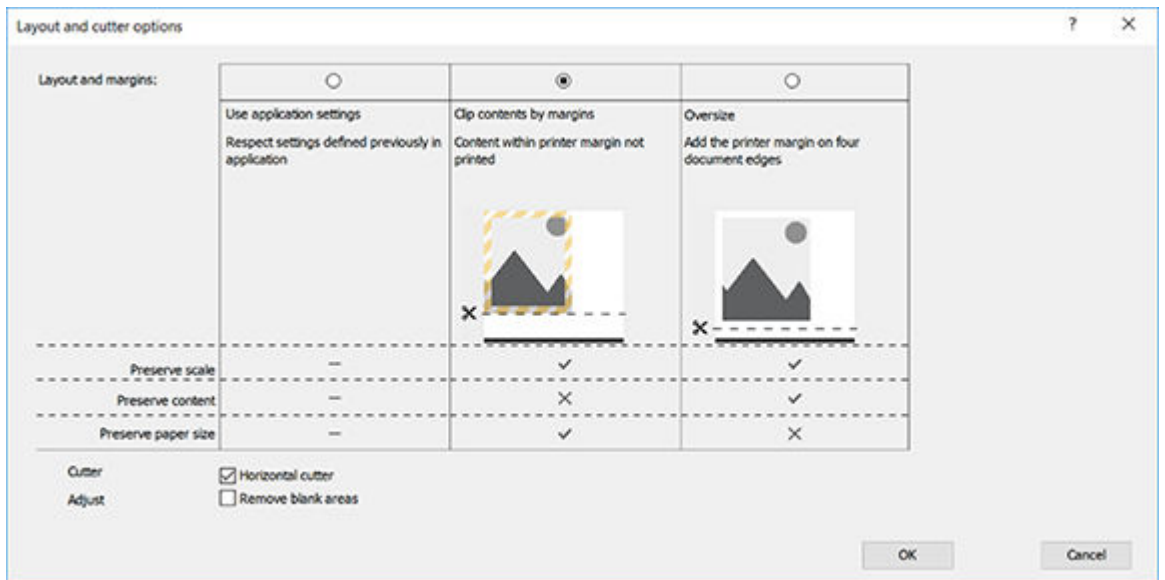 Layout and cutter options
Layout and margins:
Use application settings
Respect settings defined previously in
application
Clip contents by margins
Content within printer margin not
printed
Oversize
Add the printer margin on four
document edges
Preserve scale
Preserve content
Preserve paper size
Cutter
Horizontal cutter
Adjust
Remove blank areas
OK
Cancel